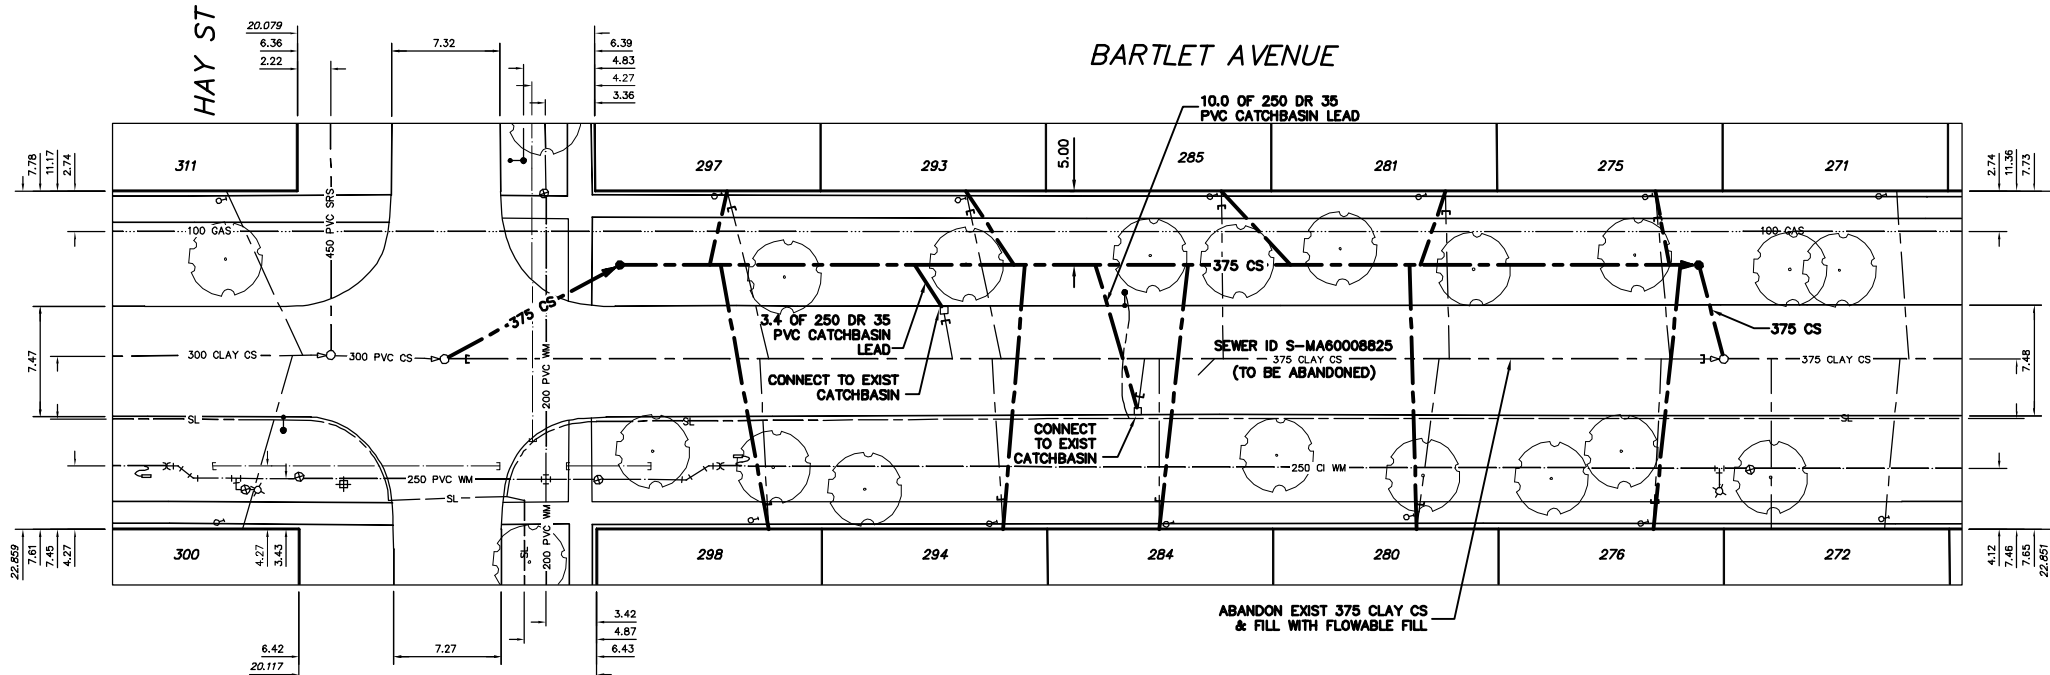 HAY ST
BARTLET AVENUE
20.079
6.36
2.22
7.32
6.39
4.83
4.27
3.36
10.0 OF 250 DR 35
PVC CATCHBASIN LEAD
5.00
7.78
11.17
2.74
2.74
11.36
7.73
311
297
293
285
281
275
271
450 PVC SRS
100 GAS
100 GAS
375 CS
375 CS
375 CS
3.4 OF 250 DR 35
PVC CATCHBASIN
LEAD
CONNECT TO EXIST
CATCHBASIN
SEWER ID S-MA60008825
375 CLAY CS
(TO BE ABANDONED)
300 CLAY CS
300 PVC CS
375 CLAY CS
200 PVC WM
7.47
7.48
SL
SL
SL
CONNECT
TO EXIST
CATCHBASIN
250 PVC WM
250 CI WM
SL
SL
200 PVC WM
300
298
294
284
280
276
272
22.859
7.61
7.45
4.27
4.27
3.43
4.12
7.46
7.65
22.851
ABANDON EXIST 375 CLAY CS
& FILL WITH FLOWABLE FILL
6.42
20.117
7.27
3.42
4.87
6.43